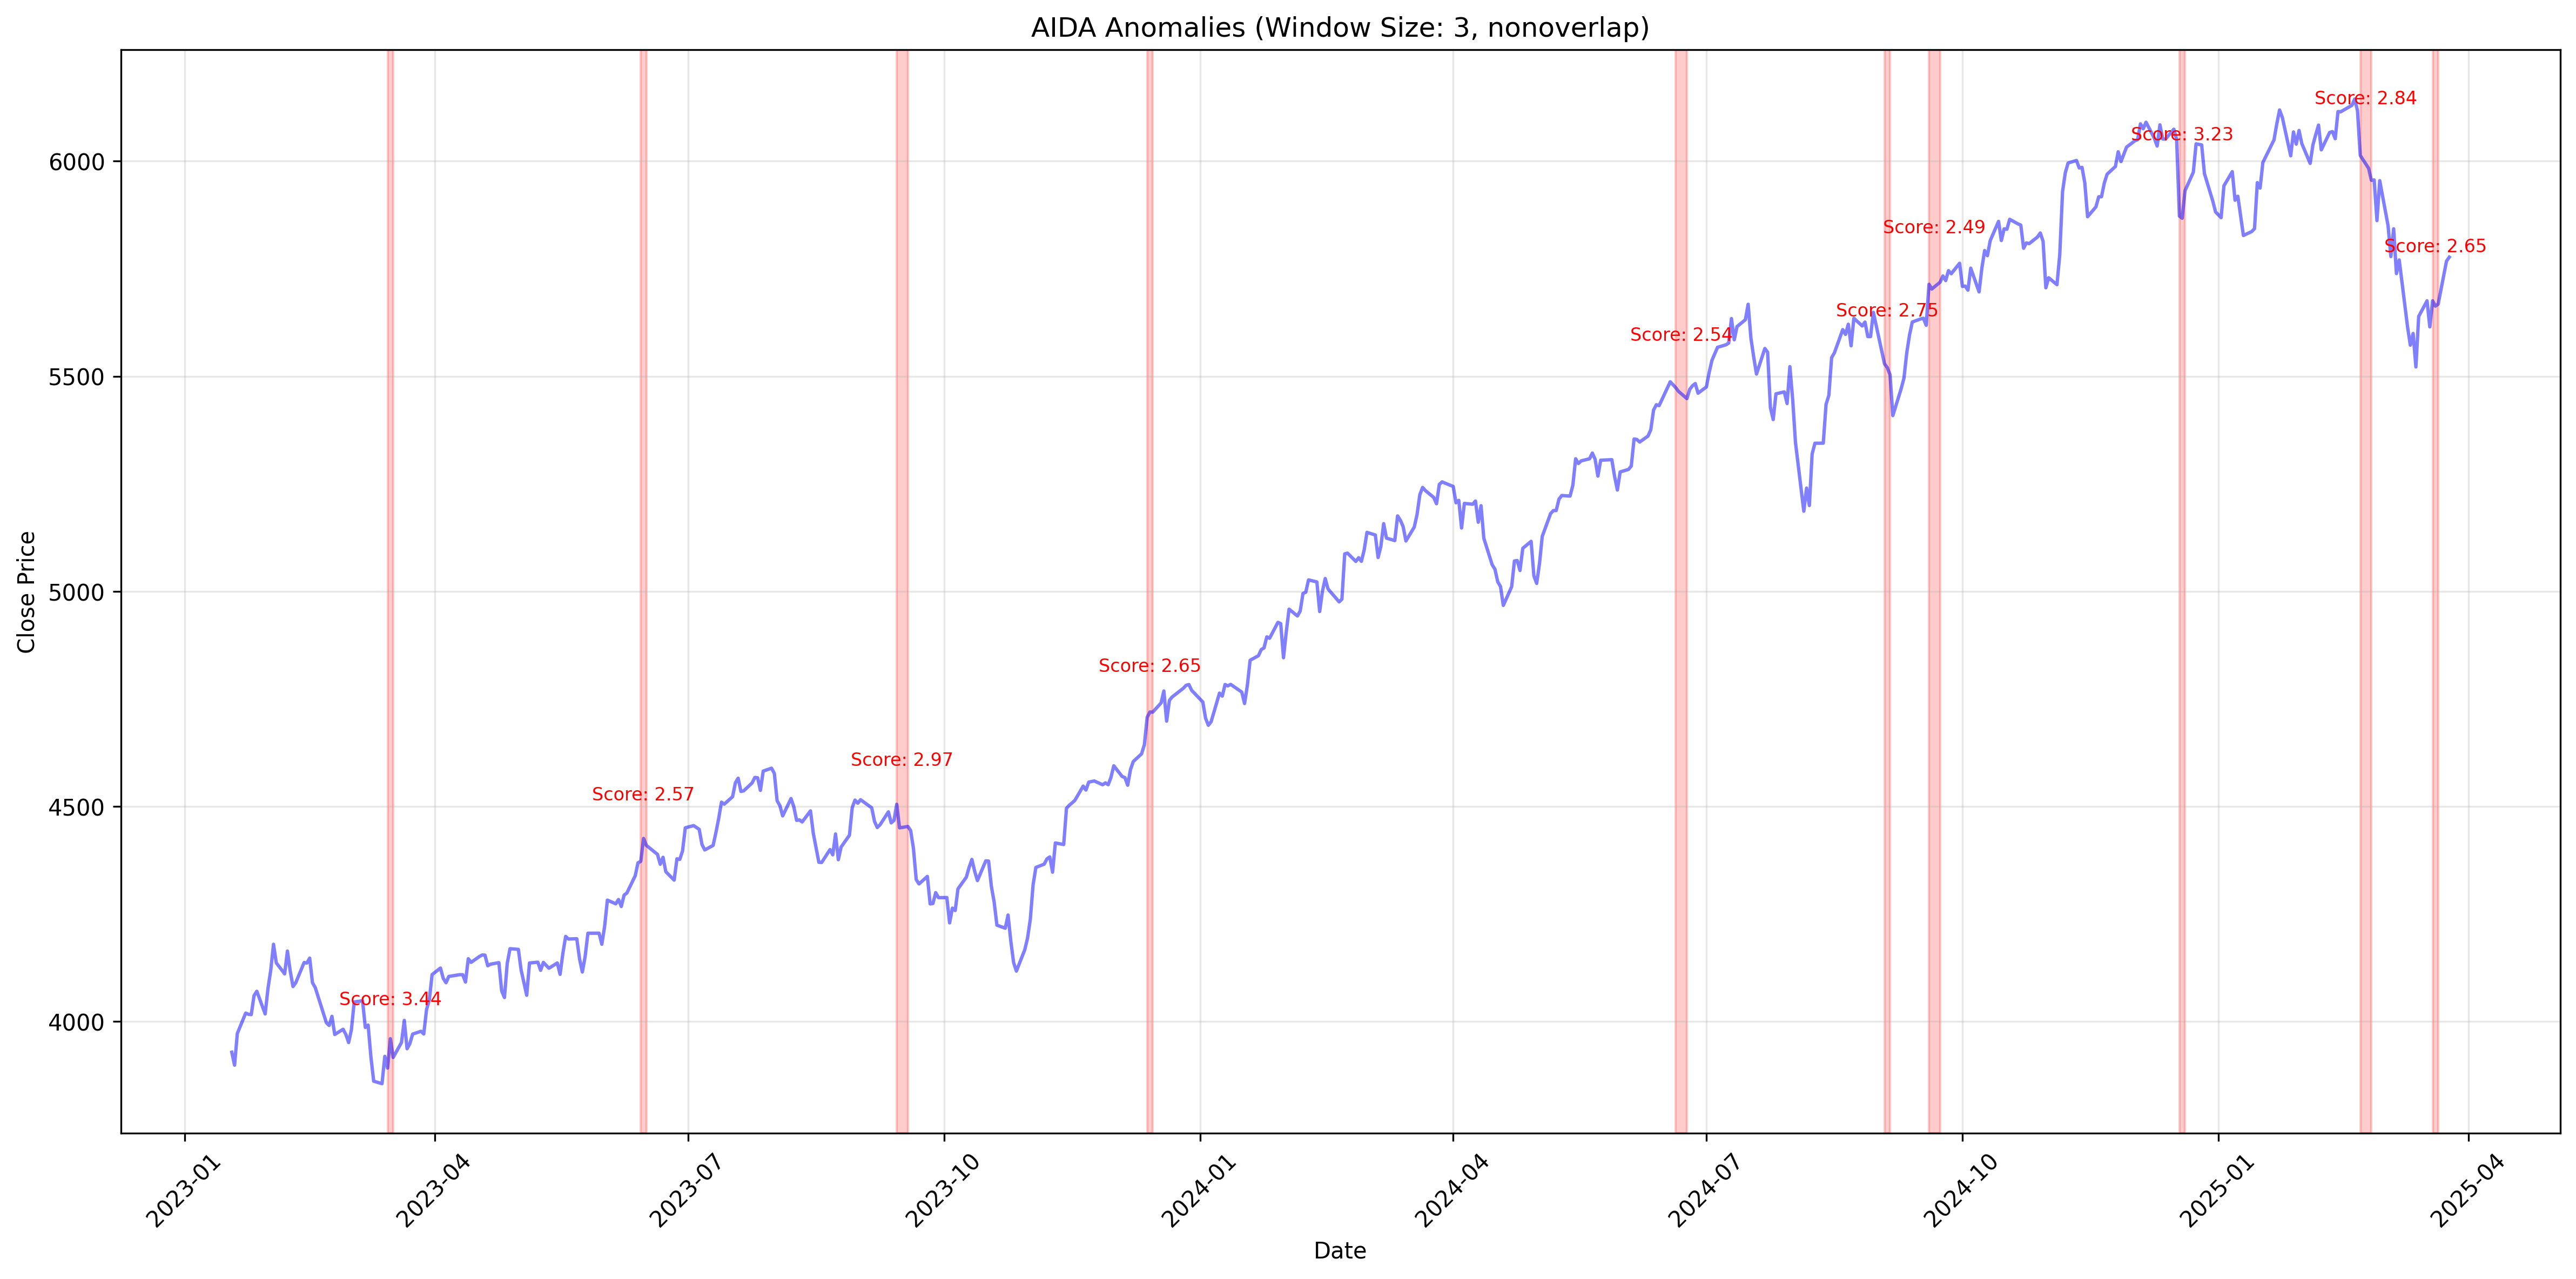 AIDA Anomalies (Window Size: 3, nonoverlap)
Close Price
6000
5500
5000
4500
4000
Score: 3.44
Score: 2.57
Score: 2.97
Score: 2.65
Score: 2.54
Score: 2.75
Score: 2.49
Score: 3.23
Score: 2.84
Score: 2.65
2023-01
2023-04
2023-07
2023-10
2024-01
2024-04
2024-07
2024-10
2025-01
2025-04
Date